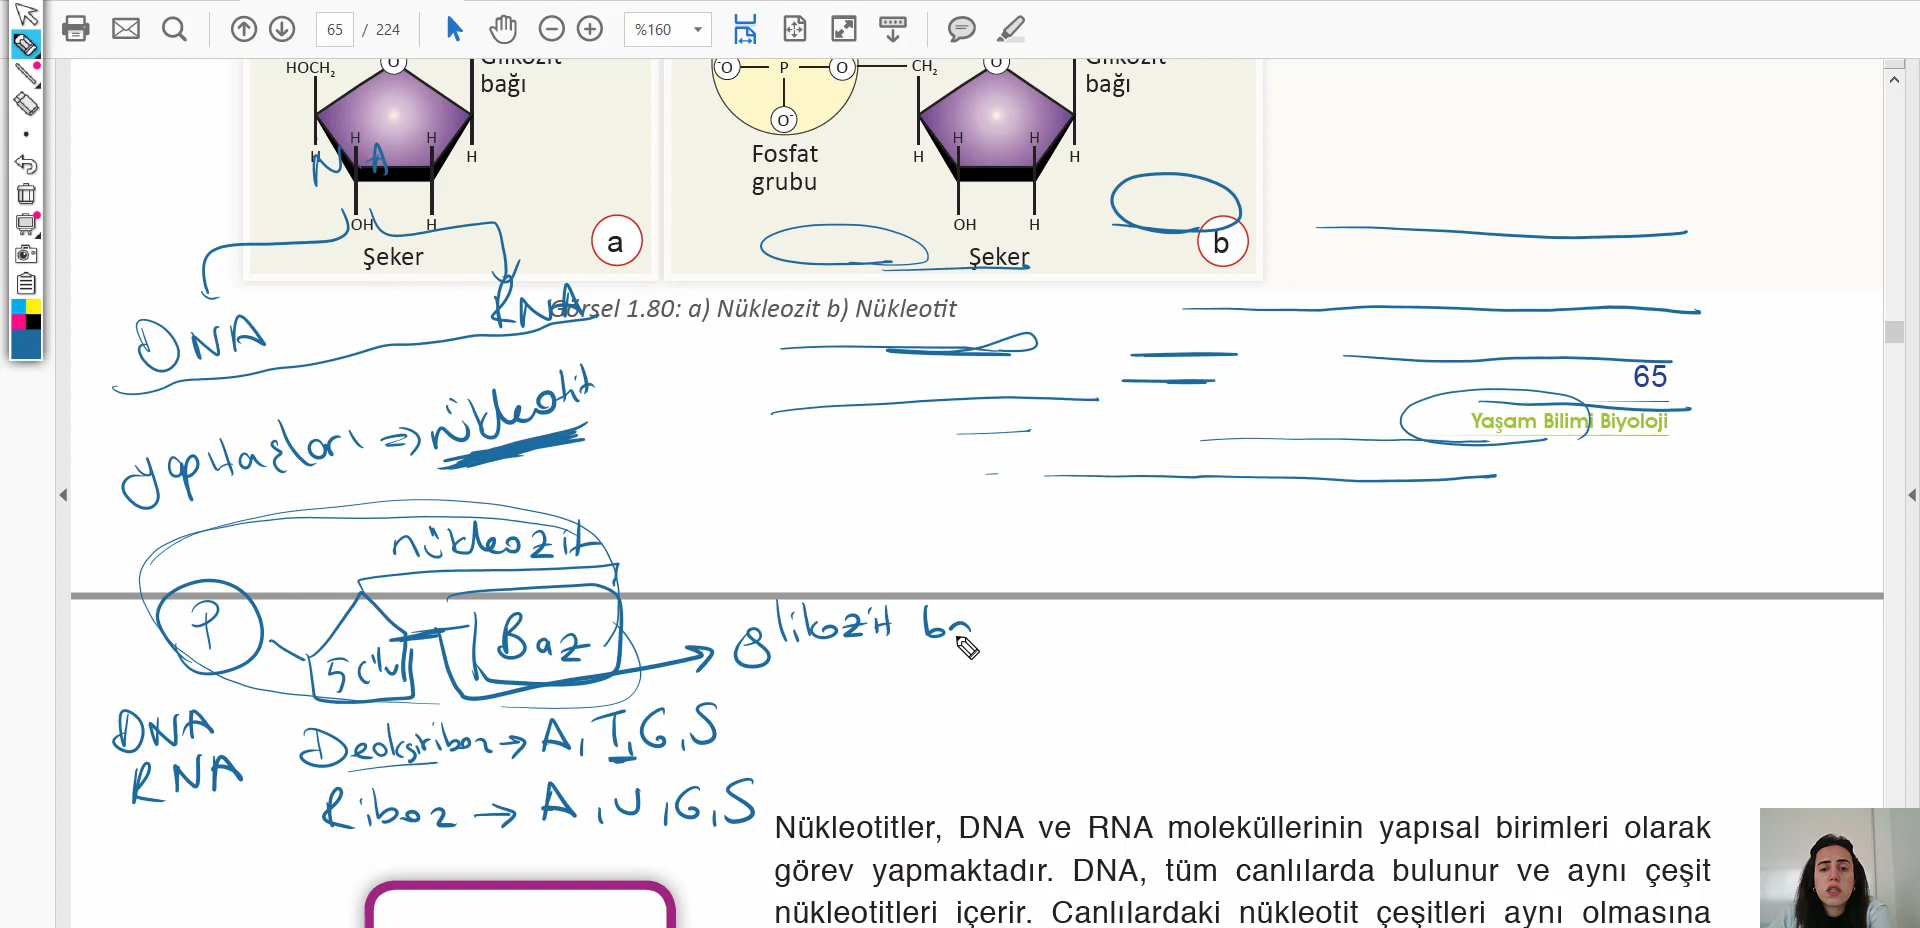 65 / 224
%160
HOCH₂
O
Glikozit
bağı
H
H
H
H
OH
H
Şeker
a
⁻O
P
O
O⁻
CH₂
O
Glikozit
bağı
Fosfat
grubu
H
H
H
H
OH
H
Şeker
b
NA
DNA
RNA
Görsel 1.80: a) Nükleozit b) Nükleotit
65
Yaşam Bilimi Biyoloji
yapıtaşları ⇒ nükleotit
nükleozit
P
5C'lu
Baz
glikozit ba
DNA
Deoksiriboz → A, T, G, S
RNA
Riboz → A, U, G, S
Nükleotitler, DNA ve RNA moleküllerinin yapısal birimleri olarak
görev yapmaktadır. DNA, tüm canlılarda bulunur ve aynı çeşit
nükleotitleri içerir. Canlılardaki nükleotit çeşitleri aynı olmasına